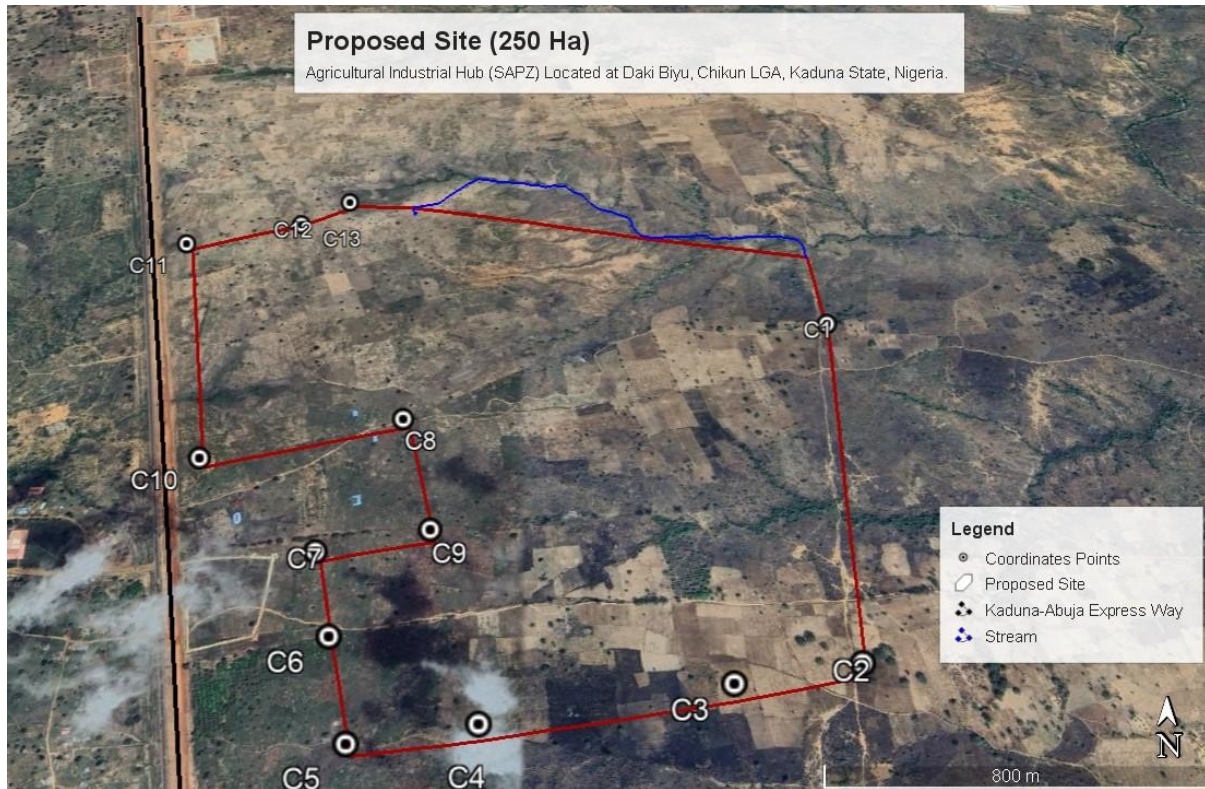 Proposed Site (250 Ha)
Agricultural Industrial Hub (SAPZ) Located at Daki Biyu, Chikun LGA, Kaduna State, Nigeria.
C12
C13
C11
C1
C8
C10
C9
C7
C6
C2
C3
C5
C4
Legend
Coordinates Points
Proposed Site
Kaduna-Abuja Express Way
Stream
N
800 m